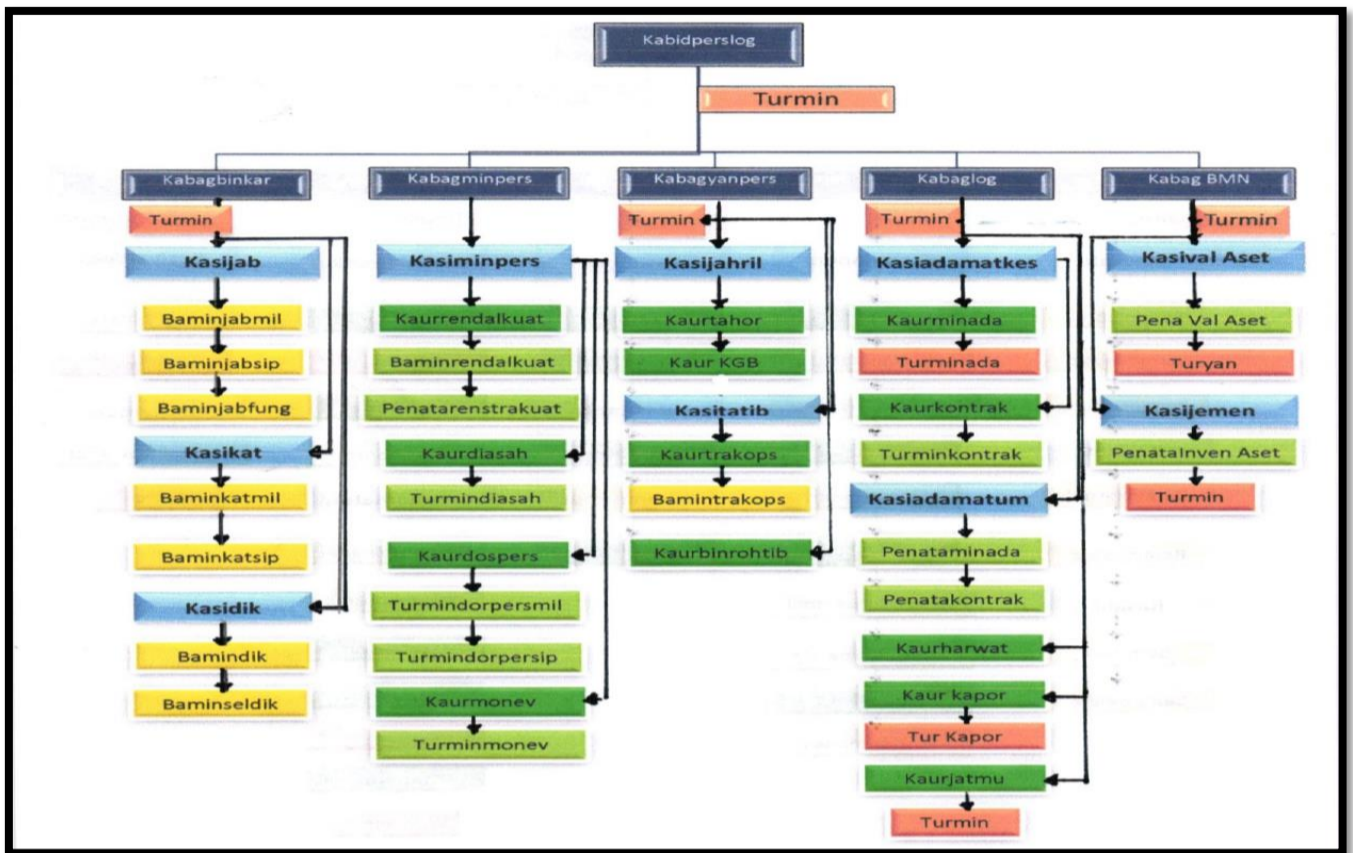 Kabidperslog
Turmin
Kabagbinkar
Turmin
Kasijab
Baminjabmil
Baminjabsip
Baminjabfung
Kasikat
Baminkatmil
Baminkatsip
Kasidik
Bamindik
Baminseldik
Kabagminpers
Kasiminpers
Kaurrendalkuat
Baminrendalkuat
Penatarenstrakuat
Kaurdiasah
Turmindiasah
Kaurdospers
Turmindorpersmil
Turmindorpersip
Kaurmonev
Turminmonev
Kabagyanpers
Turmin
Kasijahril
Kaurtahor
Kaur KGB
Kasitatib
Kaurtrakops
Bamintrakops
Kaurbinrohtib
Kabaglog
Turmin
Kasiadamatkes
Kaurminada
Turminada
Kaurkontrak
Turminkontrak
Kasiadamatum
Penataminada
Penatakontrak
Kaurharwat
Kaur kapor
Tur Kapor
Kaurjatmu
Turmin
Kabag BMN
Turmin
Kasival Aset
Pena Val Aset
Turyan
Kasijemen
PenataInven Aset
Turmin